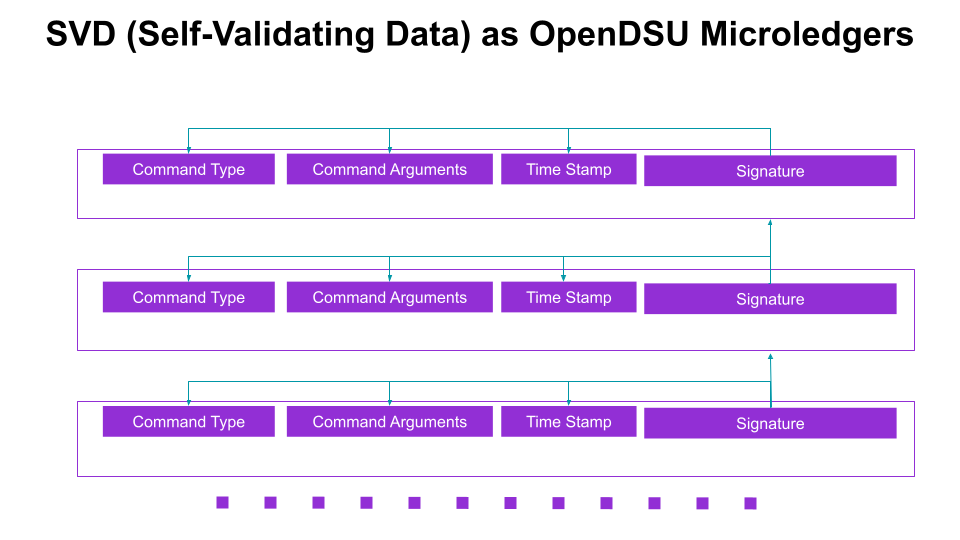 SVD (Self-Validating Data) as OpenDSU Microledgers
Command Type Command Arguments Time Stamp Signature
Command Type Command Arguments Time Stamp Signature
Command Type Command Arguments Time Stamp Signature